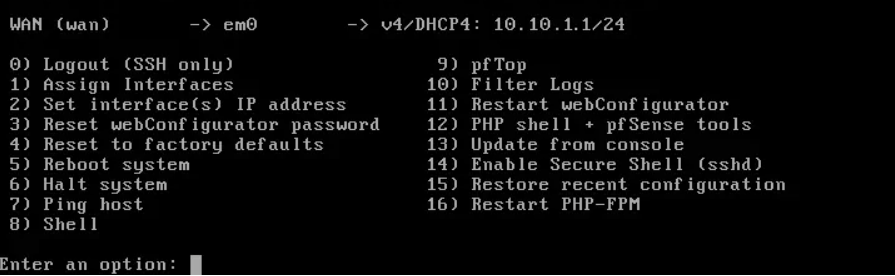 WAN (wan) -> em0 -> v4/DHCP4: 10.10.1.1/24
0) Logout (SSH only) 9) pfTop
1) Assign Interfaces 10) Filter Logs
2) Set interface(s) IP address 11) Restart webConfigurator
3) Reset webConfigurator password 12) PHP shell + pfSense tools
4) Reset to factory defaults 13) Update from console
5) Reboot system 14) Enable Secure Shell (sshd)
6) Halt system 15) Restore recent configuration
7) Ping host 16) Restart PHP-FPM
8) Shell
Enter an option: